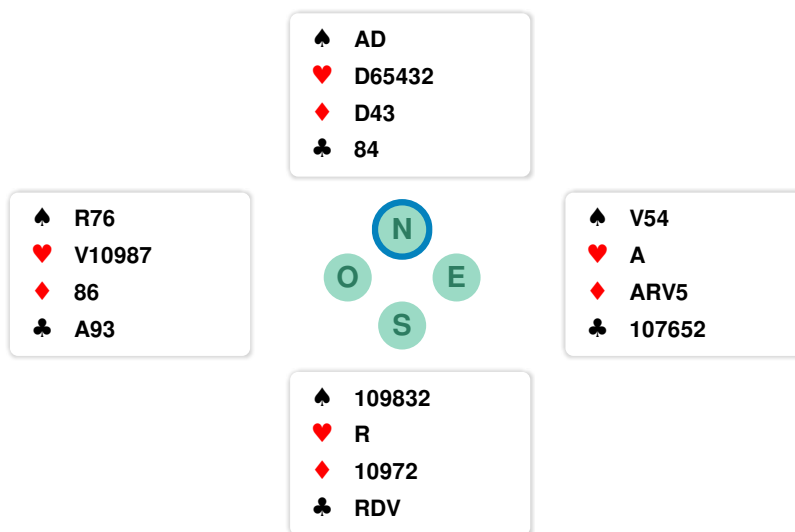 ♠ AD
♥ D65432
♦ D43
♣ 84
♠ R76
♥ V10987
♦ 86
♣ A93
N
O
E
S
♠ V54
♥ A
♦ ARV5
♣ 107652
♠ 109832
♥ R
♦ 10972
♣ RDV